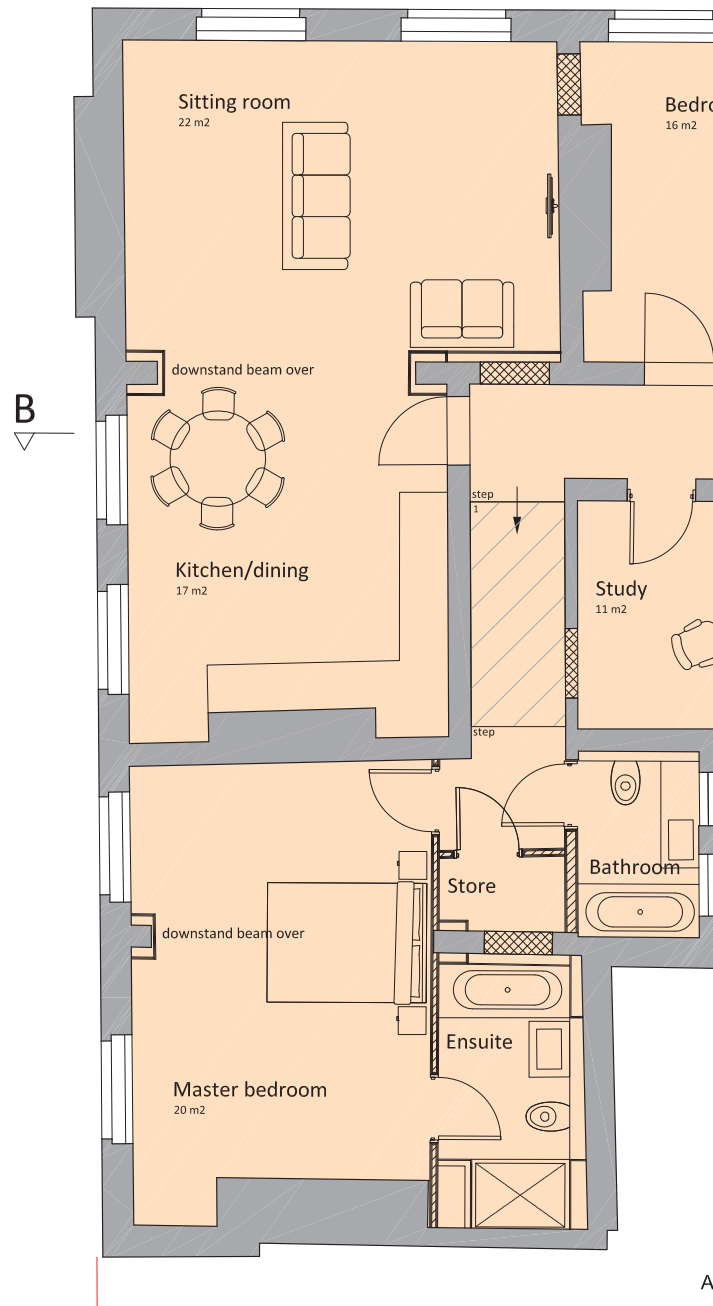 Sitting room
22 m2
Bedro
16 m2
downstand beam over
B
step
1
Kitchen/dining
17 m2
Study
11 m2
step
Bathroom
Store
downstand beam over
Ensuite
Master bedroom
20 m2
A